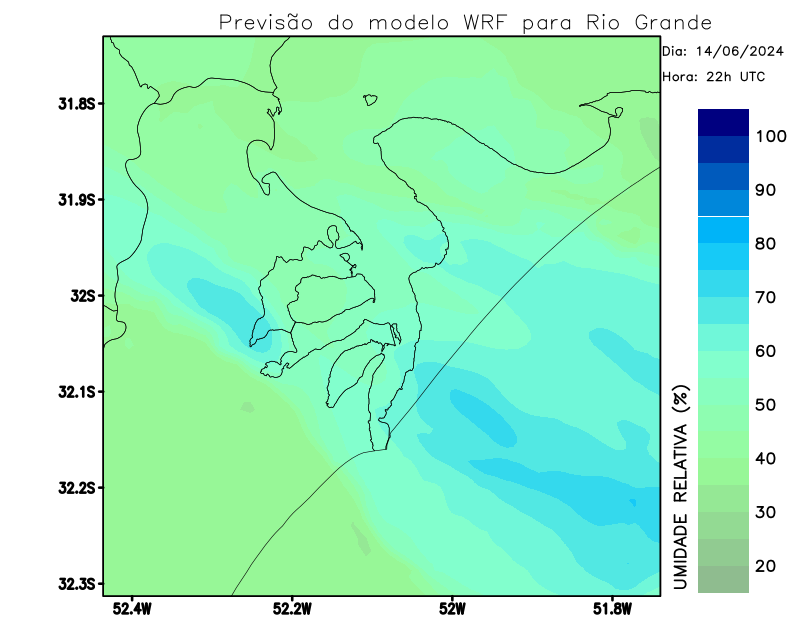 Previsão do modelo WRF para Rio Grande
Dia: 14/06/2024
Hora: 22h UTC
31.8S
31.9S
32S
32.1S
32.2S
32.3S
52.4W
52.2W
52W
51.8W
100
90
80
70
60
50
40
30
20
UMIDADE RELATIVA (%)